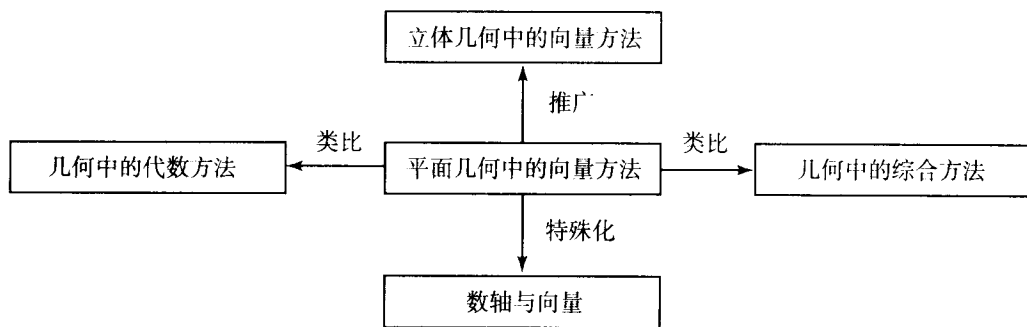 立体几何中的向量方法
推广
类比
类比
几何中的代数方法
平面几何中的向量方法
几何中的综合方法
特殊化
数轴与向量